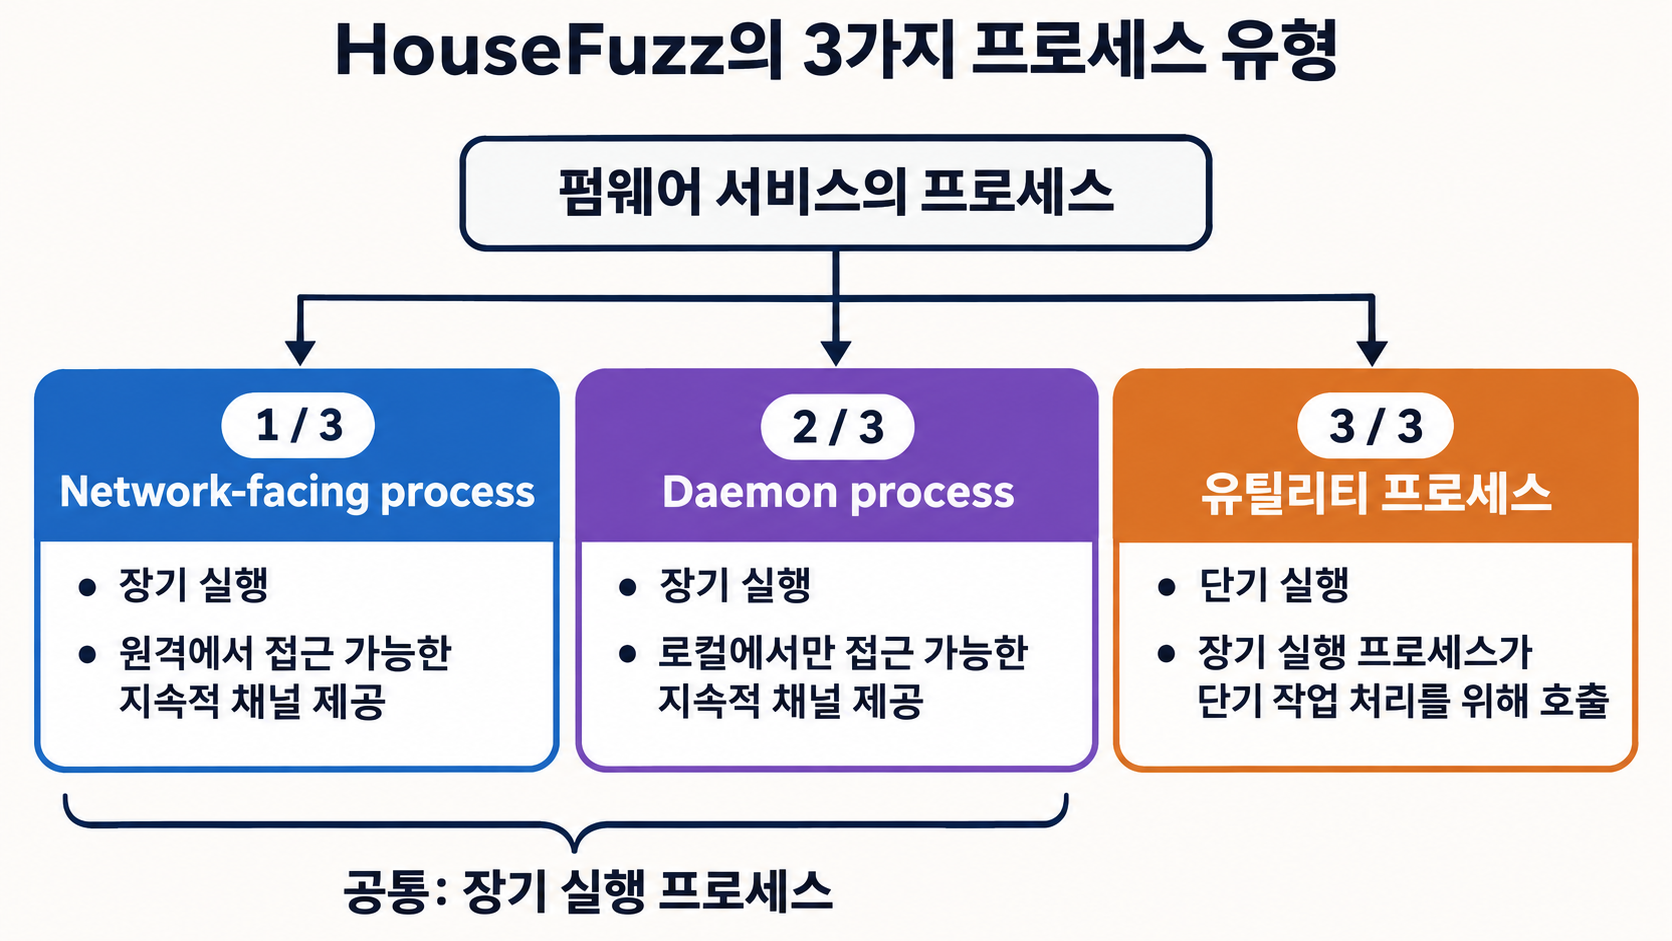 HouseFuzz의 3가지 프로세스 유형
펌웨어 서비스의 프로세스
1 / 3
Network-facing process
• 장기 실행
• 원격에서 접근 가능한
지속적 채널 제공
2 / 3
Daemon process
• 장기 실행
• 로컬에서만 접근 가능한
지속적 채널 제공
3 / 3
유틸리티 프로세스
• 단기 실행
• 장기 실행 프로세스가
단기 작업 처리를 위해 호출
공통: 장기 실행 프로세스